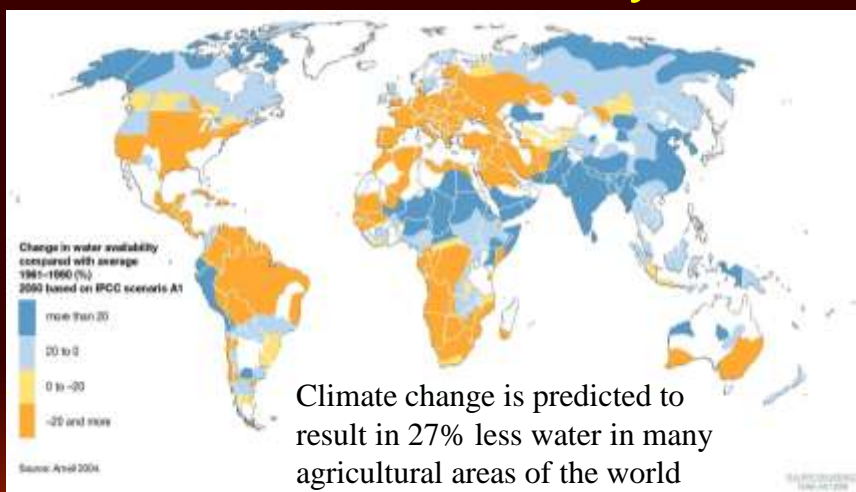 Change in water availability
compared with average
1961–1990 (%)
2050 based on IPCC scenario A1
more than 20
20 to 0
0 to –20
–20 and more
Climate change is predicted to
result in 27% less water in many
agricultural areas of the world
Source: Arnell 2004